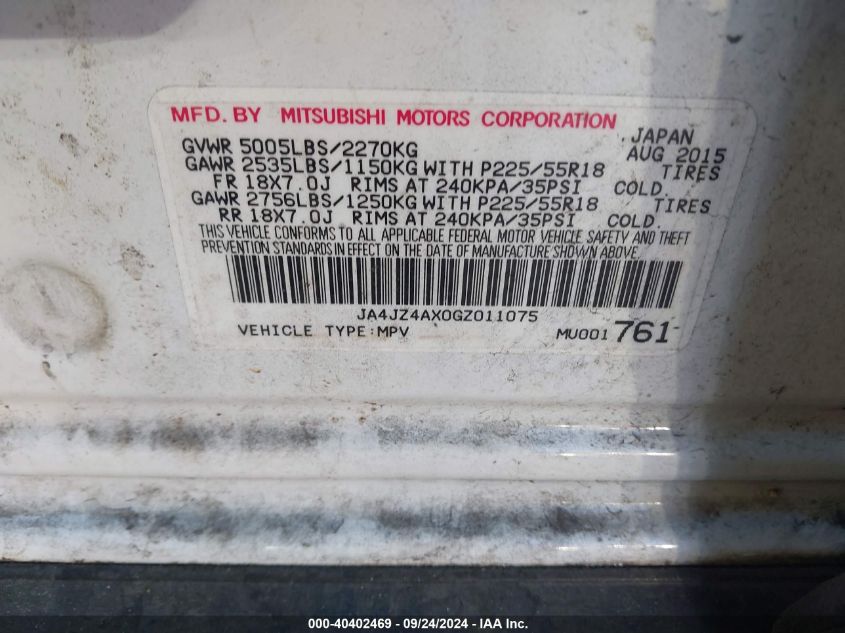 MFD. BY MITSUBISHI MOTORS CORPORATION
JAPAN
GVWR 5005LBS/2270KG AUG 2015
GAWR 2535LBS/1150KG WITH P225/55R18 TIRES
FR 18X7.0J RIMS AT 240KPA/35PSI COLD.
GAWR 2756LBS/1250KG WITH P225/55R18 TIRES
RR 18X7.0J RIMS AT 240KPA/35PSI COLD.
THIS VEHICLE CONFORMS TO ALL APPLICABLE FEDERAL MOTOR VEHICLE SAFETY AND THEFT
PREVENTION STANDARDS IN EFFECT ON THE DATE OF MANUFACTURE SHOWN ABOVE.
JA4JZ4AX0GZ011075
VEHICLE TYPE:MPV MU001761
000-40402469 - 09/24/2024 - IAA, Inc.